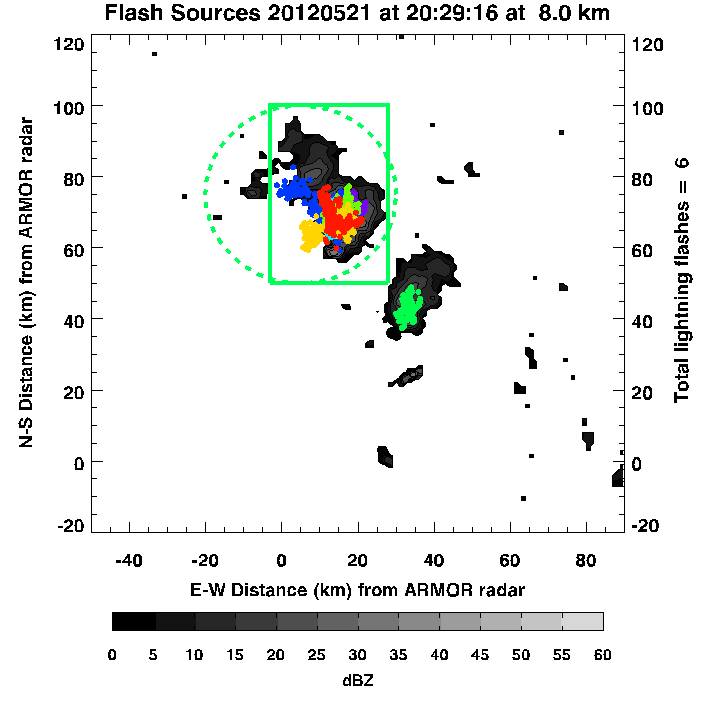 Flash Sources 20120521 at 20:29:16 at  8.0 km
120 120
100 100
80 80
60 60
40 40
20 20
0 0
-20 -20
N-S Distance (km) from ARMOR radar
Total lightning flashes =  6
-40 -20 0 20 40 60 80
E-W Distance (km) from ARMOR radar
0 5 10 15 20 25 30 35 40 45 50 55 60
dBZ